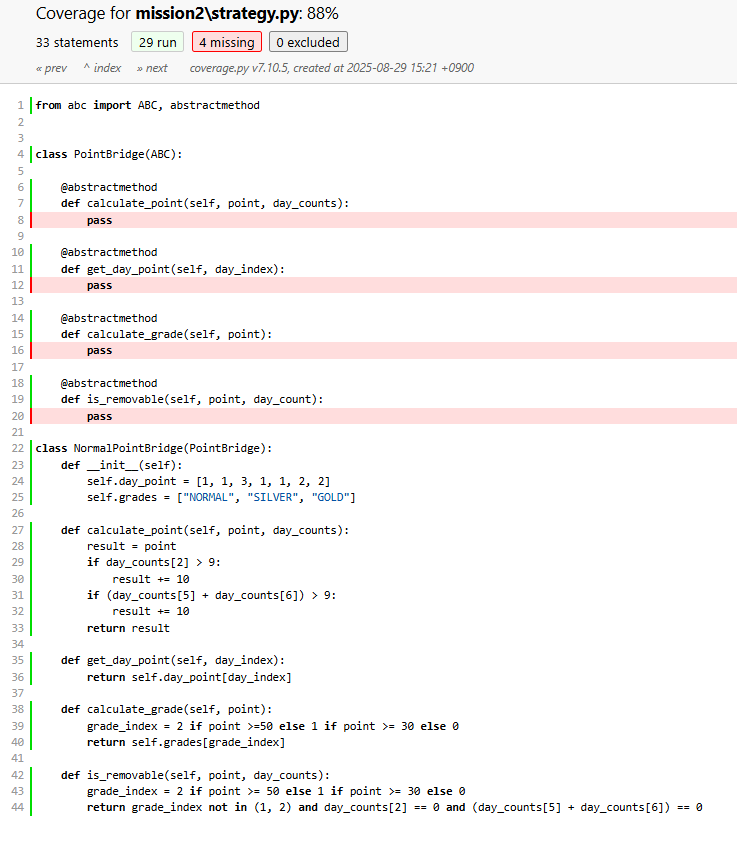 Coverage for mission2\strategy.py: 88%
33 statements 29 run 4 missing 0 excluded
« prev ^ index » next coverage.py v7.10.5, created at 2025-08-29 15:21 +0900
1 from abc import ABC, abstractmethod
2
3
4 class PointBridge(ABC):
5
6     @abstractmethod
7     def calculate_point(self, point, day_counts):
8         pass
9
10     @abstractmethod
11     def get_day_point(self, day_index):
12         pass
13
14     @abstractmethod
15     def calculate_grade(self, point):
16         pass
17
18     @abstractmethod
19     def is_removable(self, point, day_count):
20         pass
21
22 class NormalPointBridge(PointBridge):
23     def __init__(self):
24         self.day_point = [1, 1, 3, 1, 1, 2, 2]
25         self.grades = ["NORMAL", "SILVER", "GOLD"]
26
27     def calculate_point(self, point, day_counts):
28         result = point
29         if day_counts[2] > 9:
30             result += 10
31         if (day_counts[5] + day_counts[6]) > 9:
32             result += 10
33         return result
34
35     def get_day_point(self, day_index):
36         return self.day_point[day_index]
37
38     def calculate_grade(self, point):
39         grade_index = 2 if point >=50 else 1 if point >= 30 else 0
40         return self.grades[grade_index]
41
42     def is_removable(self, point, day_counts):
43         grade_index = 2 if point >= 50 else 1 if point >= 30 else 0
44         return grade_index not in (1, 2) and day_counts[2] == 0 and (day_counts[5] + day_counts[6]) == 0